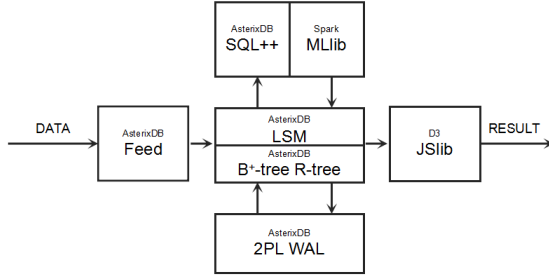 AsterixDB
SQL++
Spark
MLlib
DATA
AsterixDB
Feed
AsterixDB
LSM
AsterixDB
B+-tree R-tree
D3
JSlib
RESULT
AsterixDB
2PL WAL